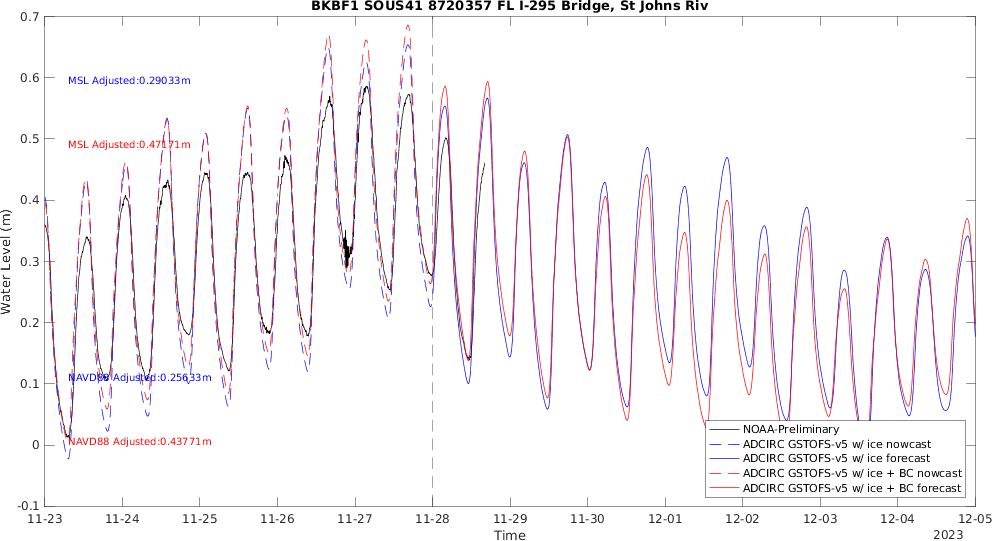 BKBF1 SOUS41 8720357 FL I-295 Bridge, St Johns Riv
0.7
0.6
0.5
0.4
0.3
0.2
0.1
0
-0.1
Water Level (m)
MSL Adjusted:0.29033m
MSL Adjusted:0.47171m
NAVD88 Adjusted:0.25633m
NAVD88 Adjusted:0.43771m
NOAA-Preliminary
ADCIRC GSTOFS-v5 w/ ice nowcast
ADCIRC GSTOFS-v5 w/ ice forecast
ADCIRC GSTOFS-v5 w/ ice + BC nowcast
ADCIRC GSTOFS-v5 w/ ice + BC forecast
11-23 11-24 11-25 11-26 11-27 11-28 11-29 11-30 12-01 12-02 12-03 12-04 12-05
Time
2023